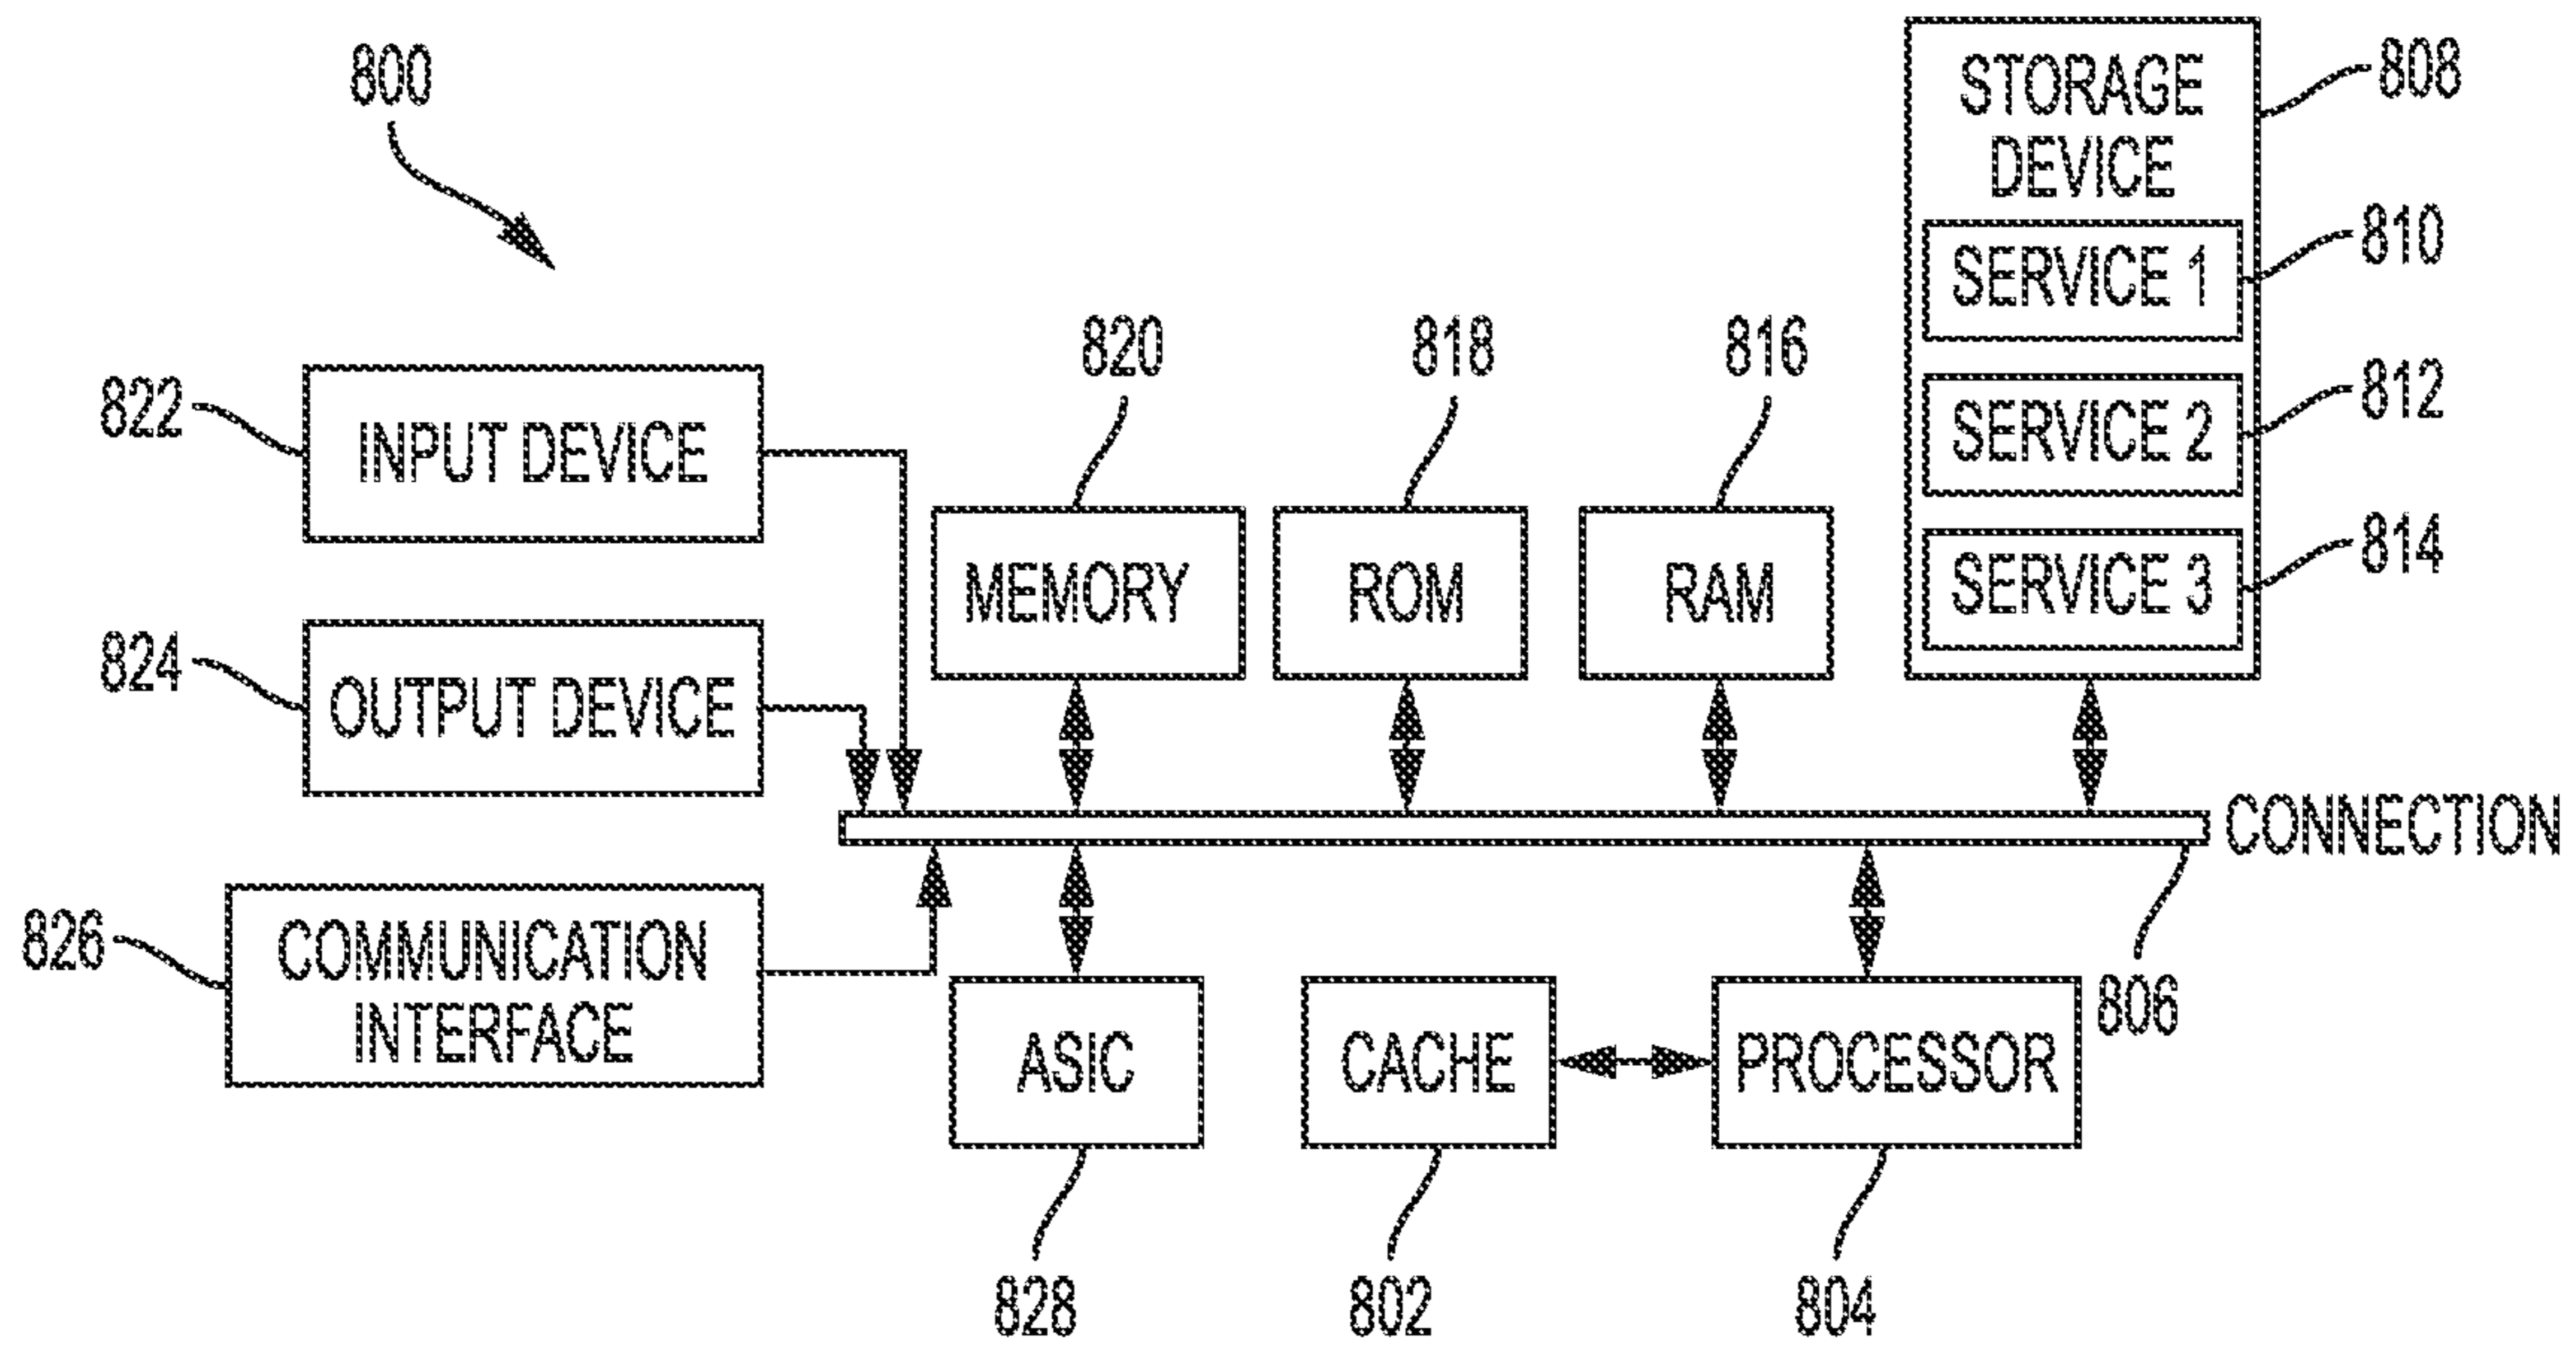 800
STORAGE
DEVICE
808
SERVICE 1
810
SERVICE 2
812
SERVICE 3
814
820
818
816
822
INPUT DEVICE
MEMORY
ROM
RAM
824
OUTPUT DEVICE
CONNECTION
806
826
COMMUNICATION
INTERFACE
ASIC
CACHE
PROCESSOR
828
802
804